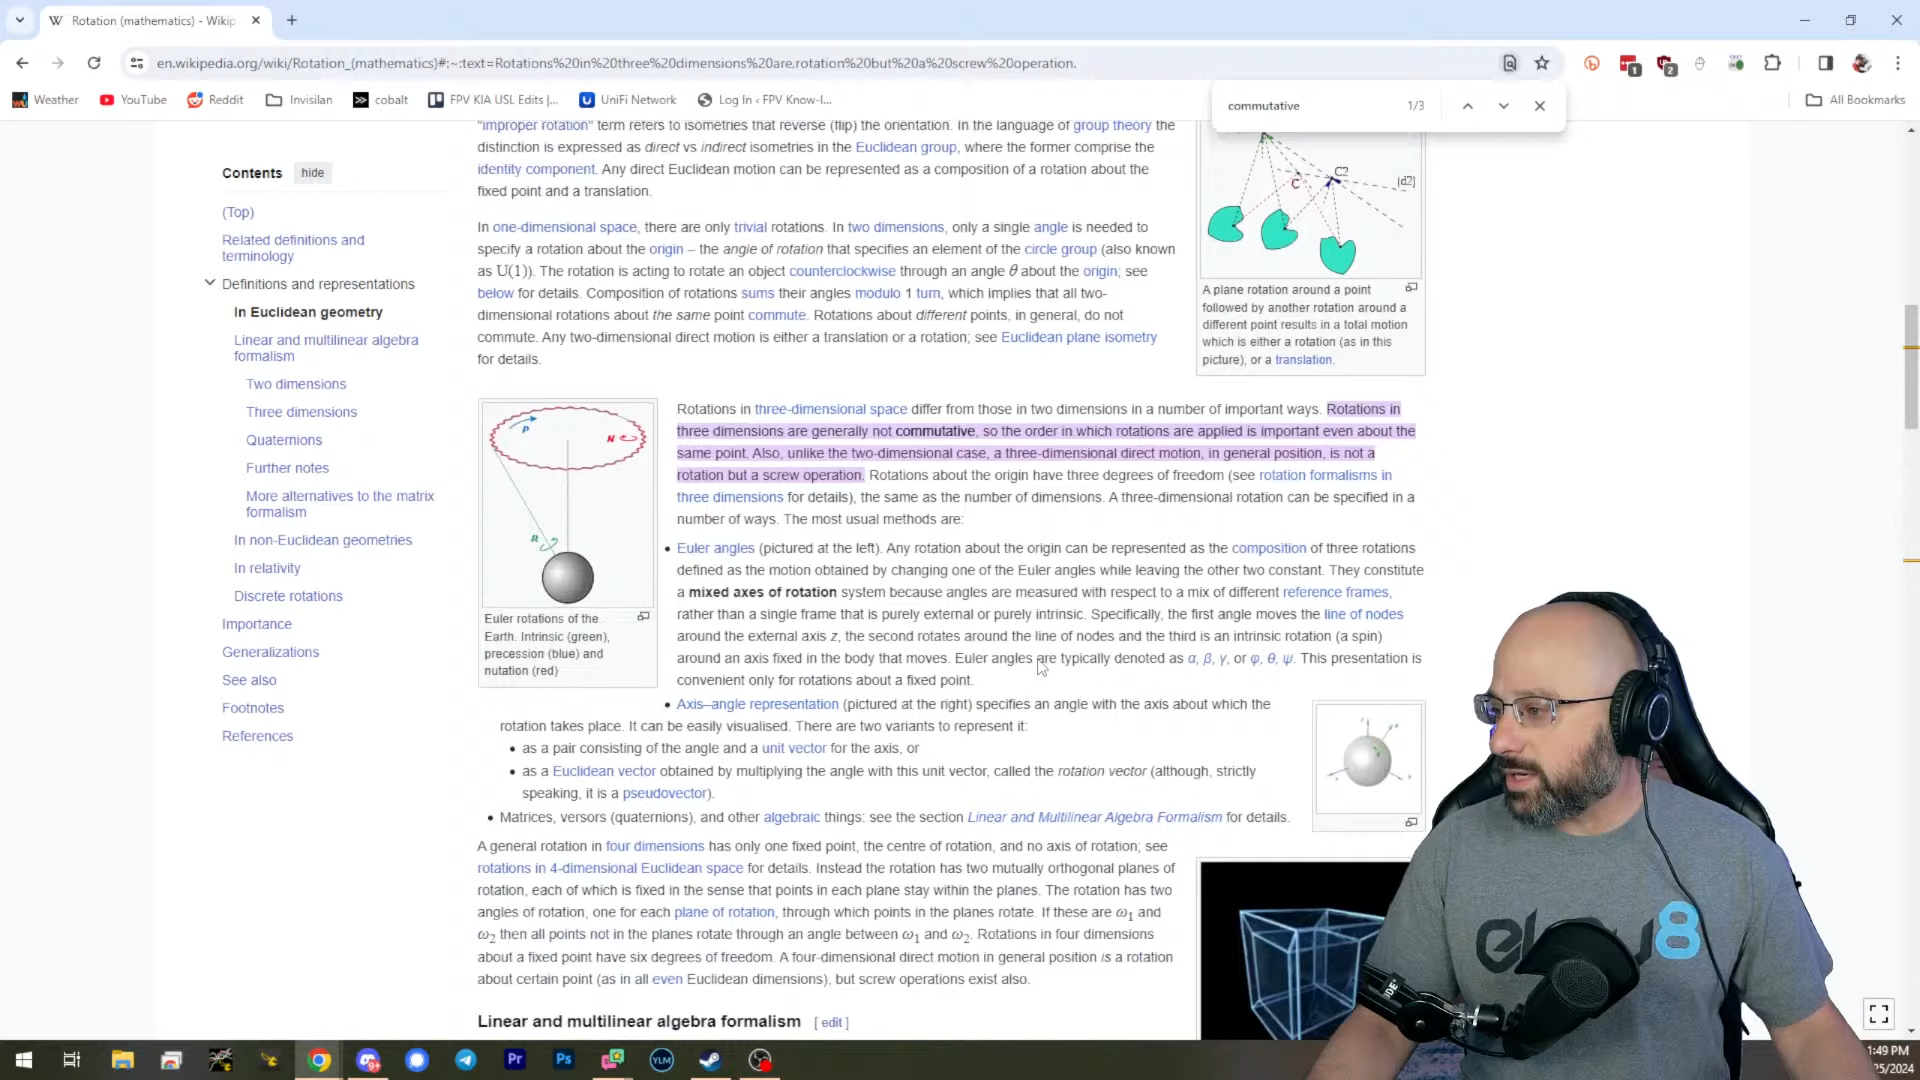 Rotation (mathematics) - Wikip
en.wikipedia.org/wiki/Rotation_(mathematics)#:~:text=Rotations%20in%20three%20dimensions%20are,rotation%20but%20a%20screw%20operation.
1
2
Weather
YouTube
Reddit
Invisilan
cobalt
FPV KIA USL Edits |...
UniFi Network
Log In ‹ FPV Know-I...
All Bookmarks
commutative
1/3
Contents
hide
(Top)
Related definitions and
terminology
Definitions and representations
In Euclidean geometry
Linear and multilinear algebra
formalism
Two dimensions
Three dimensions
Quaternions
Further notes
More alternatives to the matrix
formalism
In non-Euclidean geometries
In relativity
Discrete rotations
Importance
Generalizations
See also
Footnotes
References
"improper rotation" term refers to isometries that reverse (flip) the orientation. In the language of group theory the
distinction is expressed as direct vs indirect isometries in the Euclidean group, where the former comprise the
identity component. Any direct Euclidean motion can be represented as a composition of a rotation about the
fixed point and a translation.
In one-dimensional space, there are only trivial rotations. In two dimensions, only a single angle is needed to
specify a rotation about the origin – the angle of rotation that specifies an element of the circle group (also known
as U(1)). The rotation is acting to rotate an object counterclockwise through an angle θ about the origin; see
below for details. Composition of rotations sums their angles modulo 1 turn, which implies that all two-
dimensional rotations about the same point commute. Rotations about different points, in general, do not
commute. Any two-dimensional direct motion is either a translation or a rotation; see Euclidean plane isometry
for details.
C
C2
(d2)
A plane rotation around a point
followed by another rotation around a
different point results in a total motion
which is either a rotation (as in this
picture), or a translation.
P
N
R
Euler rotations of the
Earth. Intrinsic (green),
precession (blue) and
nutation (red)
Rotations in three-dimensional space differ from those in two dimensions in a number of important ways. Rotations in
three dimensions are generally not commutative, so the order in which rotations are applied is important even about the
same point. Also, unlike the two-dimensional case, a three-dimensional direct motion, in general position, is not a
rotation but a screw operation. Rotations about the origin have three degrees of freedom (see rotation formalisms in
three dimensions for details), the same as the number of dimensions. A three-dimensional rotation can be specified in a
number of ways. The most usual methods are:
• Euler angles (pictured at the left). Any rotation about the origin can be represented as the composition of three rotations
defined as the motion obtained by changing one of the Euler angles while leaving the other two constant. They constitute
a mixed axes of rotation system because angles are measured with respect to a mix of different reference frames,
rather than a single frame that is purely external or purely intrinsic. Specifically, the first angle moves the line of nodes
around the external axis z, the second rotates around the line of nodes and the third is an intrinsic rotation (a spin)
around an axis fixed in the body that moves. Euler angles are typically denoted as α, β, γ, or φ, θ, ψ. This presentation is
convenient only for rotations about a fixed point.
• Axis–angle representation (pictured at the right) specifies an angle with the axis about which the
rotation takes place. It can be easily visualised. There are two variants to represent it:
• as a pair consisting of the angle and a unit vector for the axis, or
• as a Euclidean vector obtained by multiplying the angle with this unit vector, called the rotation vector (although, strictly
speaking, it is a pseudovector).
• Matrices, versors (quaternions), and other algebraic things: see the section Linear and Multilinear Algebra Formalism for details.
A general rotation in four dimensions has only one fixed point, the centre of rotation, and no axis of rotation; see
rotations in 4-dimensional Euclidean space for details. Instead the rotation has two mutually orthogonal planes of
rotation, each of which is fixed in the sense that points in each plane stay within the planes. The rotation has two
angles of rotation, one for each plane of rotation, through which points in the planes rotate. If these are ω1 and
ω2 then all points not in the planes rotate through an angle between ω1 and ω2. Rotations in four dimensions
about a fixed point have six degrees of freedom. A four-dimensional direct motion in general position is a rotation
about certain point (as in all even Euclidean dimensions), but screw operations exist also.
Linear and multilinear algebra formalism [ edit ]
8
Pr
Ps
YLM
1:49 PM
25/2024